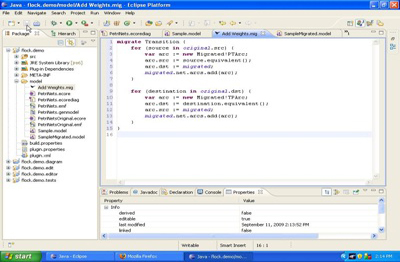 Java - flock.demo/model/Add Weights.mig - Eclipse Platform
File Edit Navigate Search Project Run Window Help
Java
Package
Hierarch
PetriNets.ecore
PetriNets.ecorediag
Sample.model
Add Weights.mig
SampleMigrated.model
flock.demo
src
JRE System Library
Plug-in Dependencies
META-INF
model
Add Weights.mig
PetriNets.ecore
PetriNets.ecorediag
PetriNets.emf
PetriNets.genmodel
PetriNetsOriginal.ecore
PetriNetsOriginal.emf
Sample.model
SampleMigrated.model
build.properties
plugin.properties
plugin.xml
flock.demo.diagram
flock.demo.edit
flock.demo.editor
flock.demo.tests
migrate Transition {
for (source in original.src) {
var arc := new Migrated!PTArc;
arc.src := source.equivalent();
arc.dst := migrated;
migrated.net.arcs.add(arc);
}
for (destination in original.dst) {
var arc := new Migrated!TPArc;
arc.dst := destination.equivalent();
arc.src := migrated;
migrated.net.arcs.add(arc);
}
}
Problems
Javadoc
Declaration
Console
Properties
Property
Value
Info
derived
false
editable
true
last modified
September 11, 2009 2:13:52 PM
linked
false
Writable
Smart Insert
16 : 1
start
Java - Eclipse
Mozilla Firefox
Java - flock.demo/mo...
2:14 PM